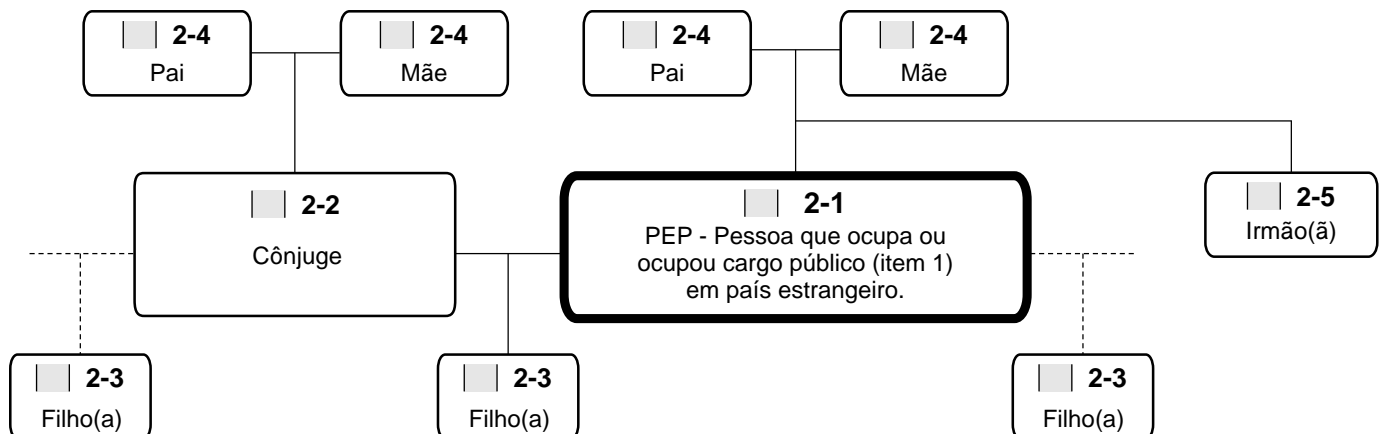 2-4
Pai
2-4
Mãe
2-4
Pai
2-4
Mãe
2-2
Cônjuge
2-1
PEP - Pessoa que ocupa ou
ocupou cargo público (item 1)
em país estrangeiro.
2-5
Irmão(ã)
2-3
Filho(a)
2-3
Filho(a)
2-3
Filho(a)